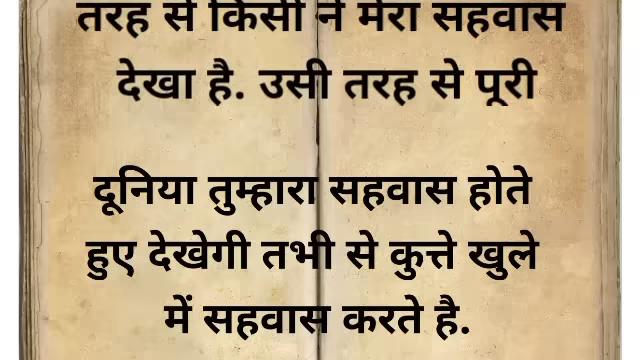 तरह से किसी ने मेरा सहवास
देखा है. उसी तरह से पूरी
दूनिया तुम्हारा सहवास होते
हुए देखेगी तभी से कुत्ते खुले
में सहवास करते है.